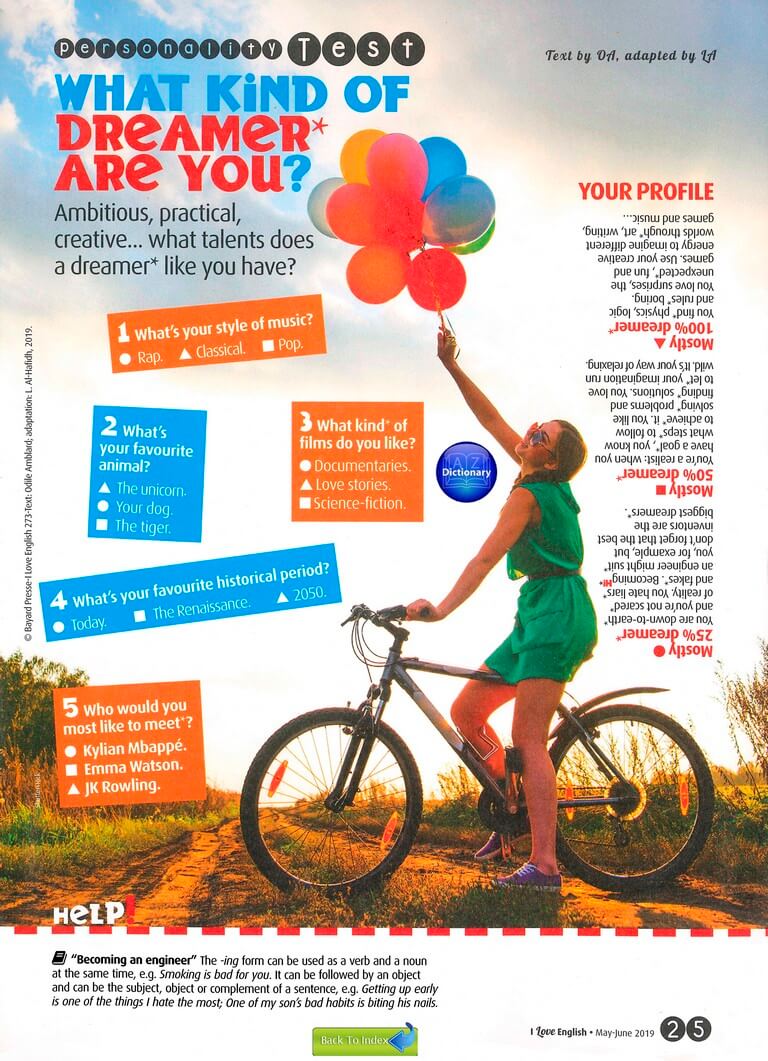 personality Test
Text by OA, adapted by LA
WHAT KiND OF
DREAMER*
ARE YOU?
Ambitious, practical,
creative... what talents does
a dreamer* like you have?
1 What's your style of music?
● Rap. ▲ Classical. ■ Pop.
2 What's
your favourite
animal?
▲ The unicorn.
● Your dog.
■ The tiger.
3 What kind* of
films do you like?
● Documentaries.
▲ Love stories.
■ Science-fiction.
A Z
Dictionary
4 What's your favourite historical period?
● Today. ■ The Renaissance. ▲ 2050.
5 Who would you
most like to meet*?
● Kylian Mbappé.
■ Emma Watson.
▲ JK Rowling.
YOUR PROFILE
Mostly ●
25% dreamer*
You are down-to-earth*
and you're not scared*
of reality. You hate liars*
and fakes*. Becoming HI*
an engineer might suit*
you, for example, but
don't forget that the best
inventors are the
biggest dreamers*.
Mostly ■
50% dreamer*
You're a realist: when you
have a goal*, you know
what steps* to follow
to achieve* it. You like
solving* problems and
finding* solutions. You love
to let* your imagination run
wild. It's your way of relaxing.
Mostly ▲
100% dreamer*
You find* physics, logic
and rules* boring.
You love surprises, the
unexpected*, fun and
games. Use your creative
energy to imagine different
worlds through* art, writing,
games and music...
© Bayard Presse-I Love English 273-Text: Odile Amblard; adaptation: L. Al-Hafidh, 2019.
HeLP!
"Becoming an engineer" The -ing form can be used as a verb and a noun
at the same time, e.g. Smoking is bad for you. It can be followed by an object
and can be the subject, object or complement of a sentence, e.g. Getting up early
is one of the things I hate the most; One of my son's bad habits is biting his nails.
Back To Index
I Love English • May-June 2019 25